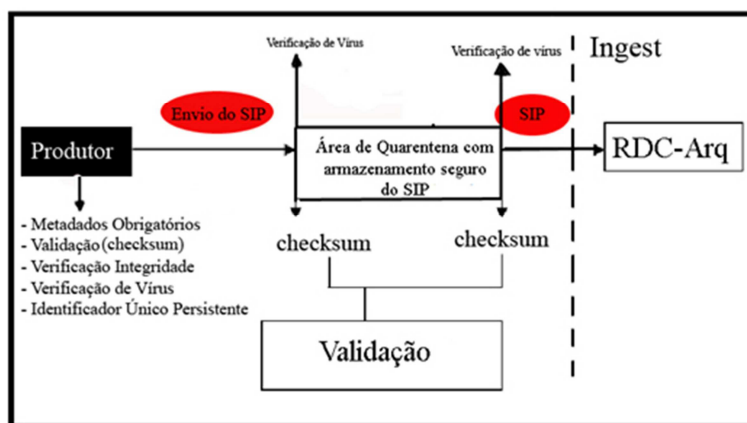 Verificação de Vírus
Verificação de vírus
Ingest
Envio do SIP
SIP
Produtor
Área de Quarentena com
armazenamento seguro
do SIP
RDC-Arq
- Metadados Obrigatórios
- Validação (checksum)
- Verificação Integridade
- Verificação de Vírus
- Identificador Único Persistente
checksum
checksum
Validação